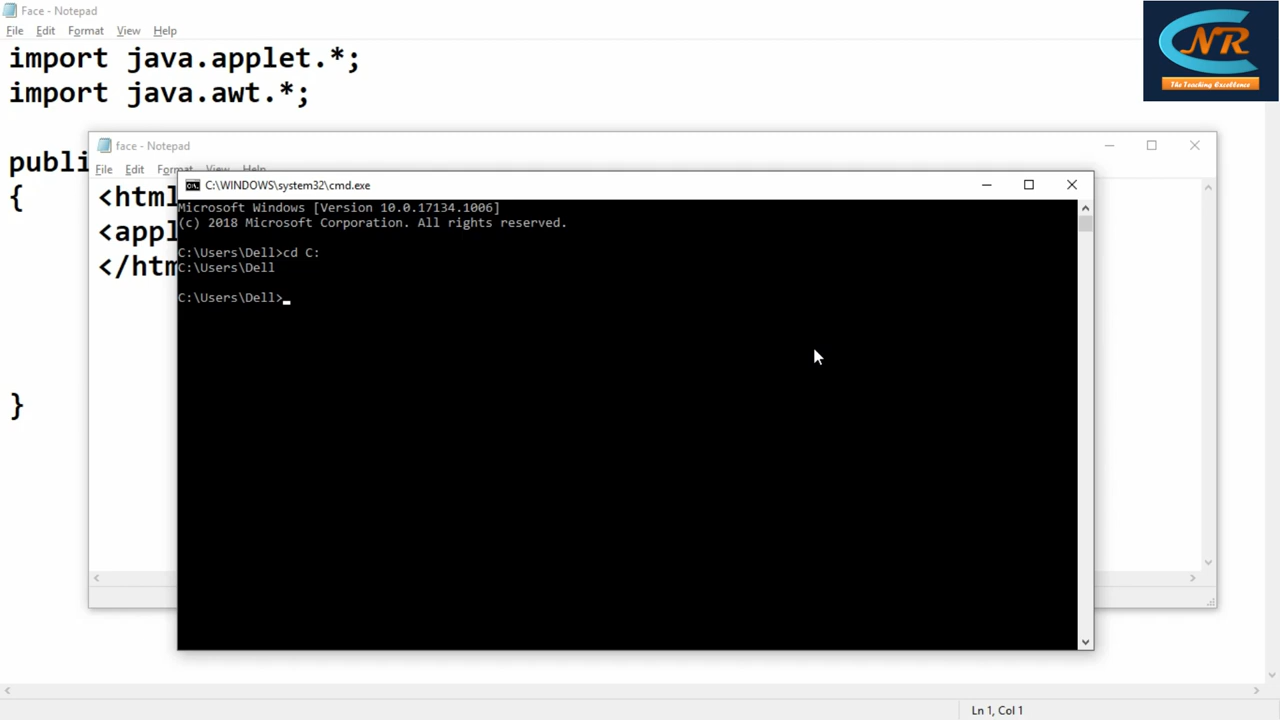 Face - Notepad
File Edit Format View Help
import java.applet.*;
import java.awt.*;
publi
{
}
face - Notepad
File Edit Format View Help
<html
<appl
</htm
C:\WINDOWS\system32\cmd.exe
Microsoft Windows [Version 10.0.17134.1006]
(c) 2018 Microsoft Corporation. All rights reserved.
C:\Users\Dell>cd C:
C:\Users\Dell
C:\Users\Dell>
CNR
The Teaching Excellence
Ln 1, Col 1